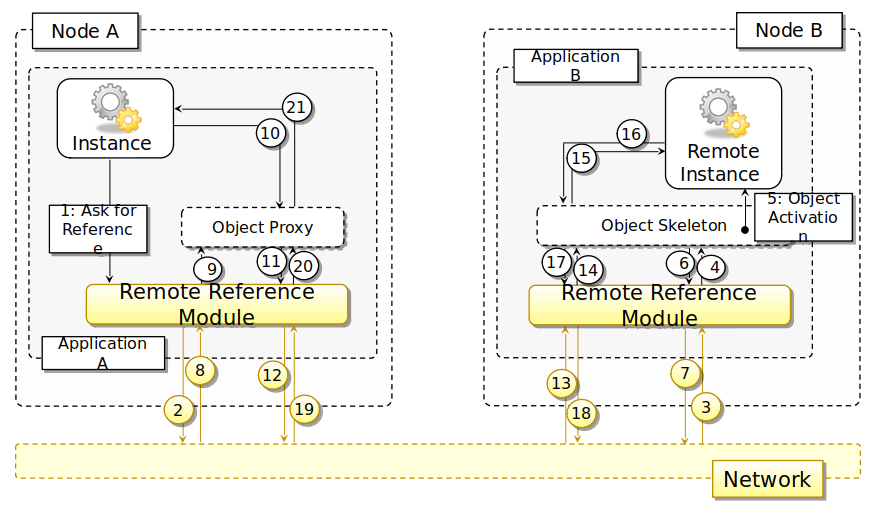 Node A
Node B
Application
B
Instance
21
10
16
15
Remote
Instance
1: Ask for
Referenc
e
Object Proxy
5: Object
Activatio
n
Object Skeleton
9
11
20
17
14
6
4
Remote Reference
Module
Remote Reference
Module
Application
A
8
12
2
19
13
18
7
3
Network